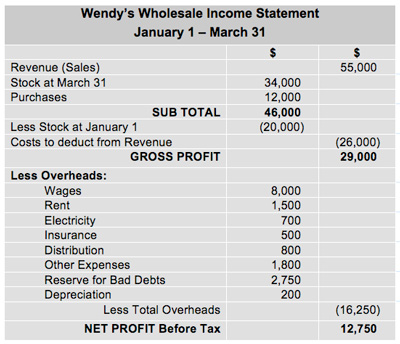 Wendy's Wholesale Income Statement
January 1 – March 31
$ $
Revenue (Sales) 55,000
Stock at March 31 34,000
Purchases 12,000
SUB TOTAL 46,000
Less Stock at January 1 (20,000)
Costs to deduct from Revenue (26,000)
GROSS PROFIT 29,000
Less Overheads:
Wages 8,000
Rent 1,500
Electricity 700
Insurance 500
Distribution 800
Other Expenses 1,800
Reserve for Bad Debts 2,750
Depreciation 200
Less Total Overheads (16,250)
NET PROFIT Before Tax 12,750